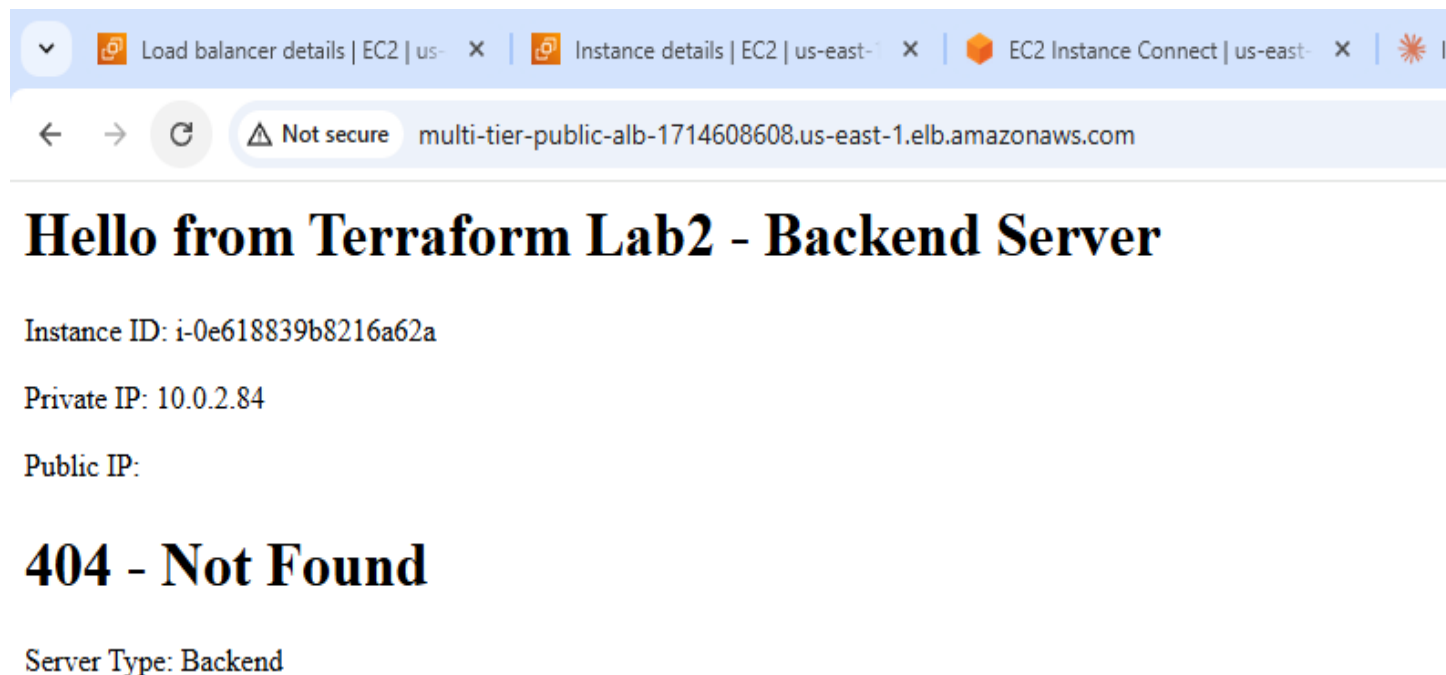 Load balancer details | EC2 | us-
Instance details | EC2 | us-east-1
EC2 Instance Connect | us-east-
Not secure
multi-tier-public-alb-1714608608.us-east-1.elb.amazonaws.com
Hello from Terraform Lab2 - Backend Server
Instance ID: i-0e618839b8216a62a
Private IP: 10.0.2.84
Public IP:
404 - Not Found
Server Type: Backend